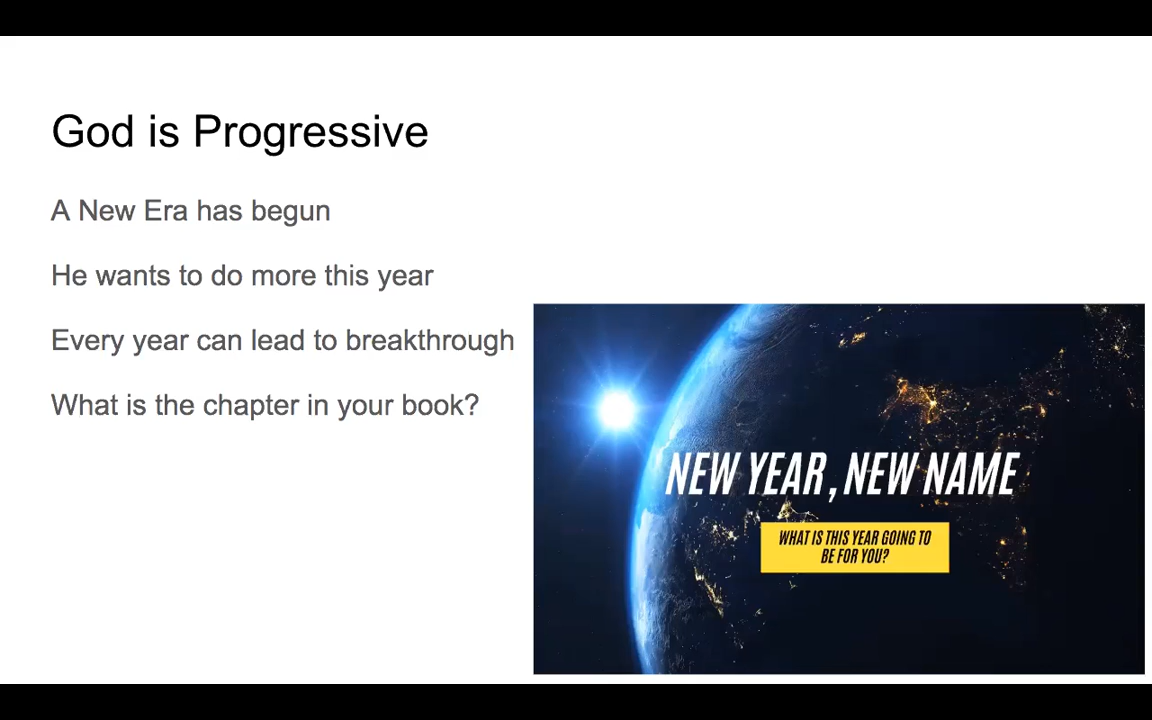 God is Progressive
A New Era has begun
He wants to do more this year
Every year can lead to breakthrough
What is the chapter in your book?
NEW YEAR, NEW NAME
WHAT IS THIS YEAR GOING TO
BE FOR YOU?